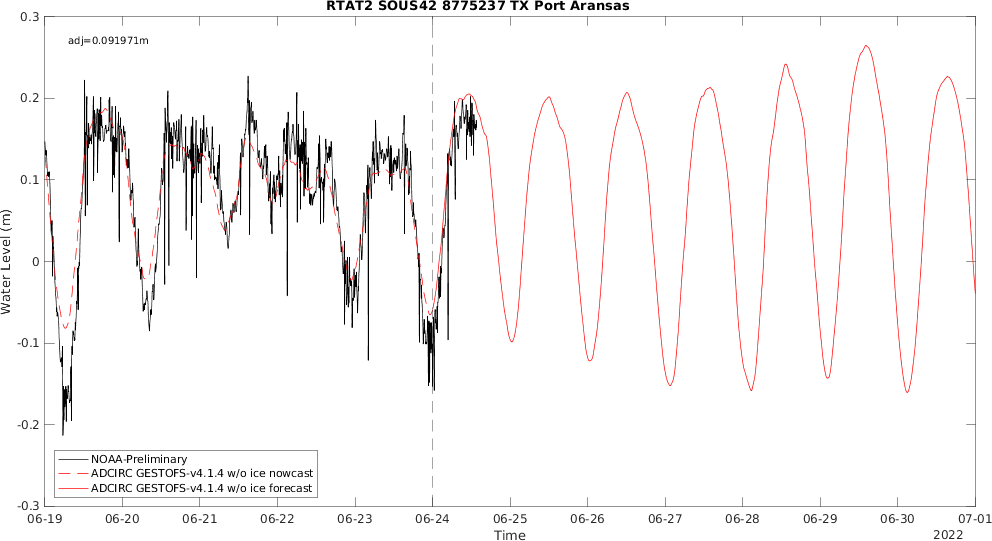 RTAT2 SOUS42 8775237 TX Port Aransas
adj=0.091971m
0.3
0.2
0.1
0
-0.1
-0.2
-0.3
Water Level (m)
NOAA-Preliminary
ADCIRC GESTOFS-v4.1.4 w/o ice nowcast
ADCIRC GESTOFS-v4.1.4 w/o ice forecast
06-19 06-20 06-21 06-22 06-23 06-24 06-25 06-26 06-27 06-28 06-29 06-30 07-01
Time
2022